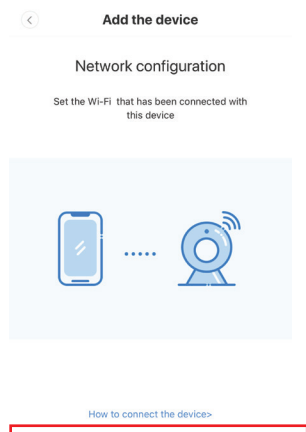 Add the device
Network configuration
Set the Wi-Fi that has been connected with
this device
How to connect the device>